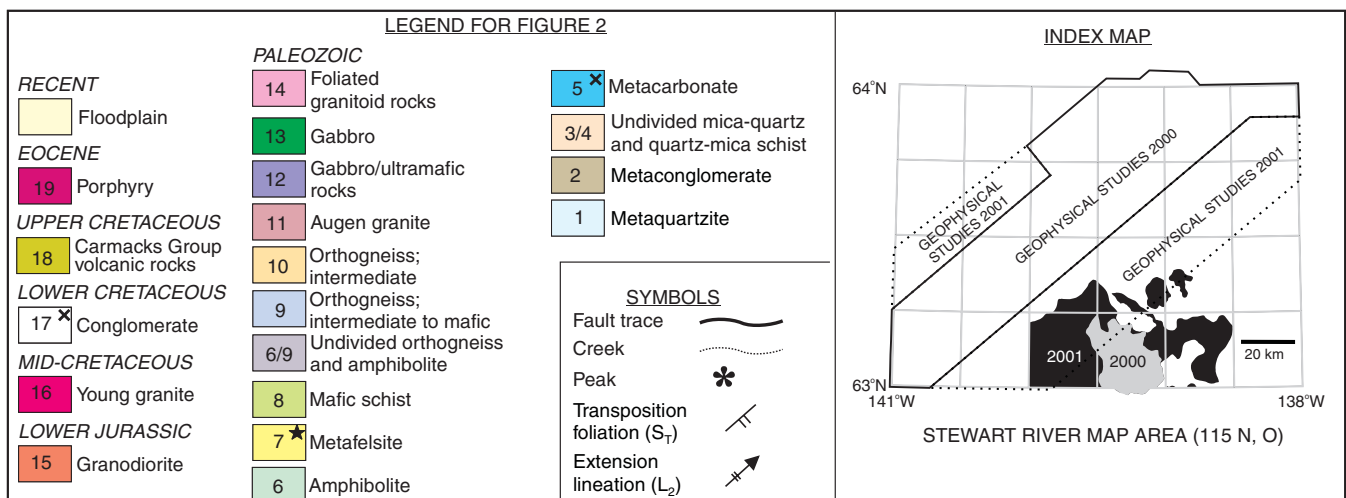 LEGEND FOR FIGURE 2
RECENT
Floodplain
EOCENE
19 Porphyry
UPPER CRETACEOUS
18 Carmacks Group
volcanic rocks
LOWER CRETACEOUS
17 Conglomerate
MID-CRETACEOUS
16 Young granite
LOWER JURASSIC
15 Granodiorite
PALEOZOIC
14 Foliated
granitoid rocks
13 Gabbro
12 Gabbro/ultramafic
rocks
11 Augen granite
10 Orthogneiss;
intermediate
9 Orthogneiss;
intermediate to mafic
6/9 Undivided orthogneiss
and amphibolite
8 Mafic schist
7 Metafelsite
6 Amphibolite
5 Metacarbonate
3/4 Undivided mica-quartz
and quartz-mica schist
2 Metaconglomerate
1 Metaquartzite
SYMBOLS
Fault trace
Creek
Peak
Transposition
foliation (S_T)
Extension
lineation (L_2)
INDEX MAP
64°N
GEOPHYSICAL
STUDIES 2001
GEOPHYSICAL STUDIES 2000
GEOPHYSICAL STUDIES 2001
2001
2000
20 km
63°N
141°W
138°W
STEWART RIVER MAP AREA (115 N, O)